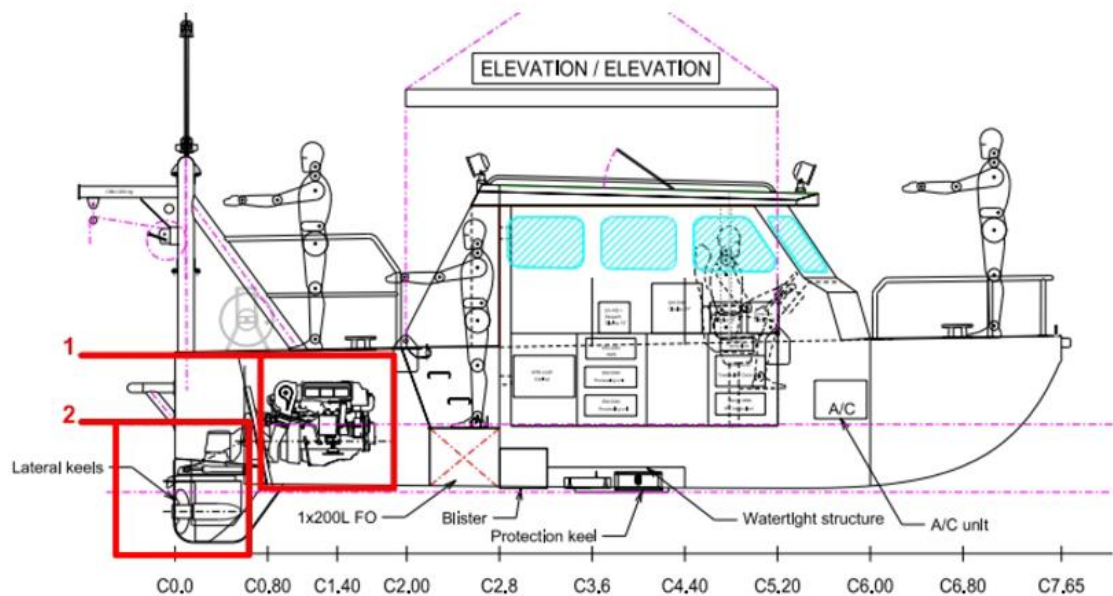 ELEVATION / ELEVATION
1
2
A/C
Lateral keels
1x200L FO
Blister
Protection keel
Watertight structure
A/C unit
C0.0
C0.80
C1.40
C2.00
C2.8
C3.6
C4.40
C5.20
C6.00
C6.80
C7.65